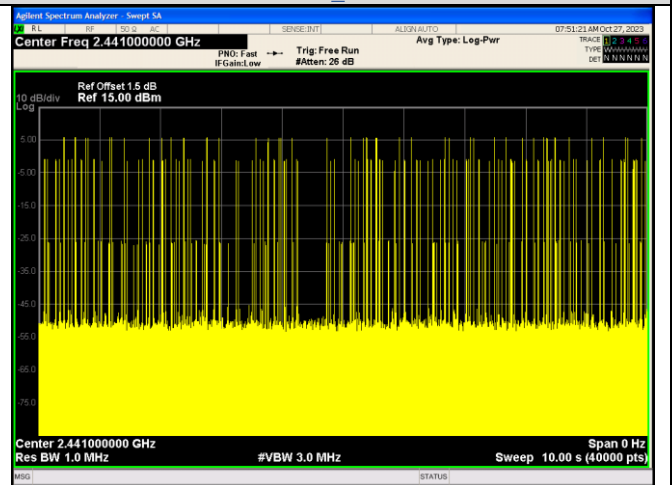 Agilent Spectrum Analyzer - Swept SA
RL RF 50 Ω AC SENSE:INT ALIGN AUTO 07:51:21 AM Oct 27, 2023
Center Freq 2.441000000 GHz
PNO: Fast
IFGain:Low
Trig: Free Run
#Atten: 26 dB
Avg Type: Log-Pwr
TRACE 1 2 3 4 5
TYPE
DET N N N N N N
Ref Offset 1.5 dB
10 dB/div Ref 15.00 dBm
Log
5.00
-5.00
-15.0
-25.0
-35.0
-45.0
-55.0
-65.0
-75.0
Center 2.441000000 GHz Span 0 Hz
Res BW 1.0 MHz #VBW 3.0 MHz Sweep 10.00 s (40000 pts)
MSG STATUS